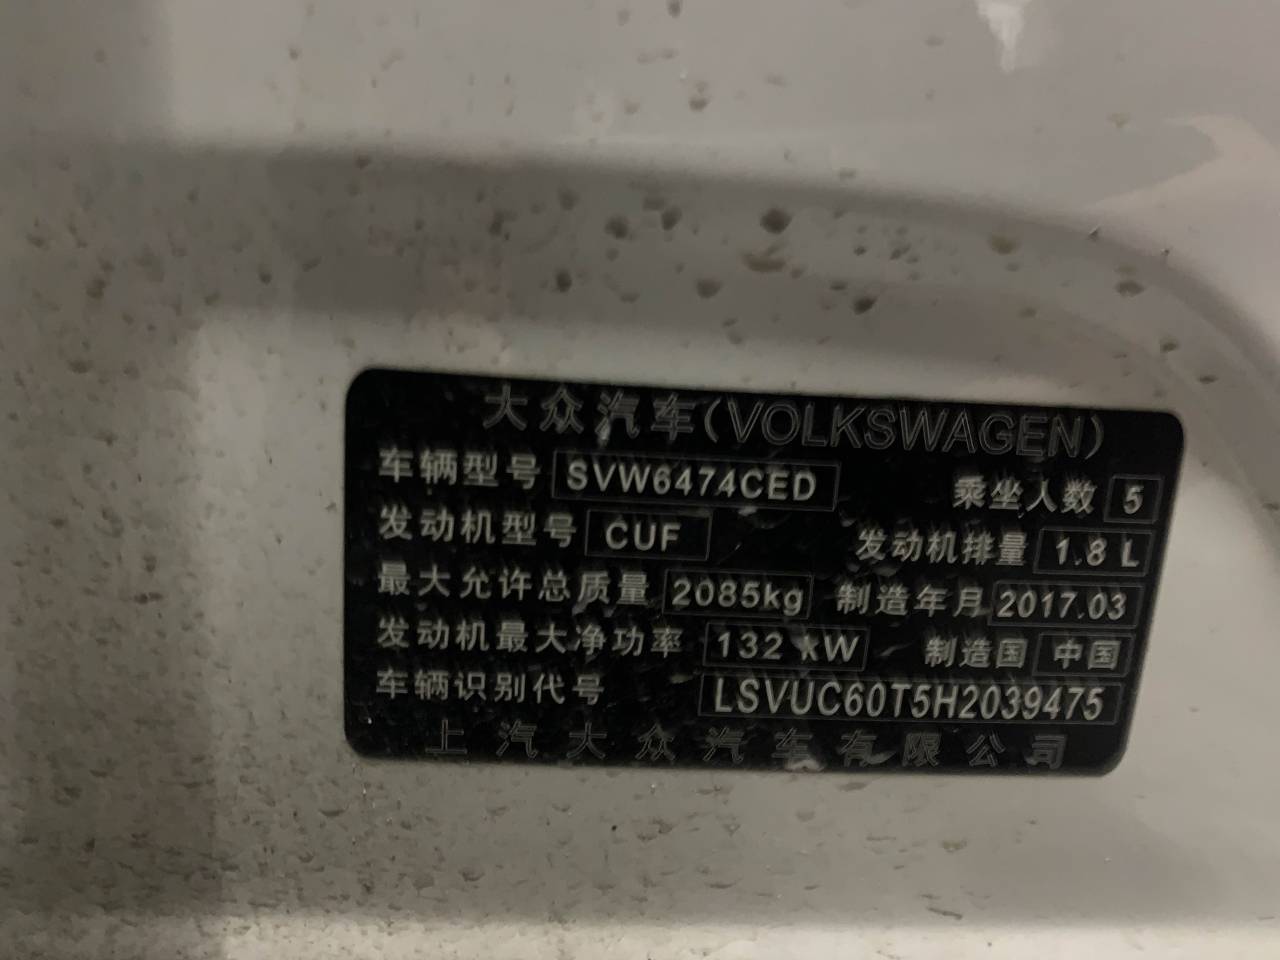 大众汽车(VOLKSWAGEN)
车辆型号 SVW6474CED 乘坐人数 5
发动机型号 CUF 发动机排量 1.8 L
最大允许总质量 2085kg 制造年月 2017.03
发动机最大净功率 132 kW 制造国 中国
车辆识别代号 LSVUC60T5H2039475
上汽大众汽车有限公司